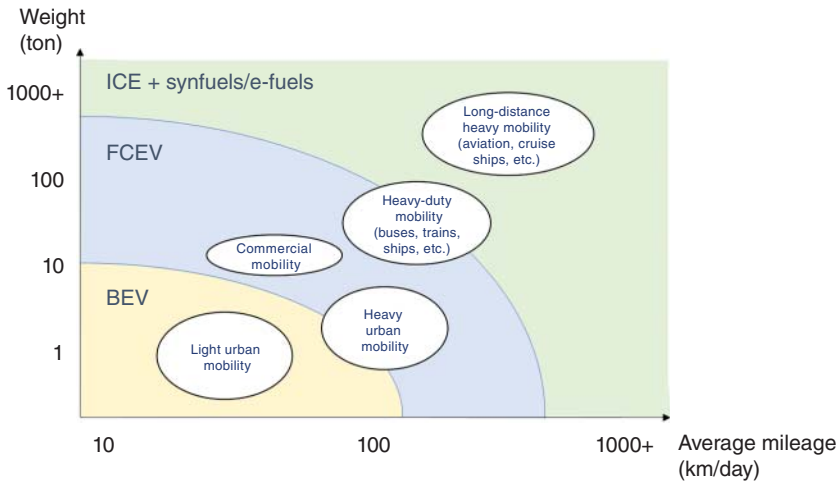 Weight
(ton)
1000+
100
10
1
ICE + synfuels/e-fuels
FCEV
BEV
Long-distance
heavy mobility
(aviation, cruise
ships, etc.)
Heavy-duty
mobility
(buses, trains,
ships, etc.)
Commercial
mobility
Heavy
urban
mobility
Light urban
mobility
10
100
1000+
Average mileage
(km/day)